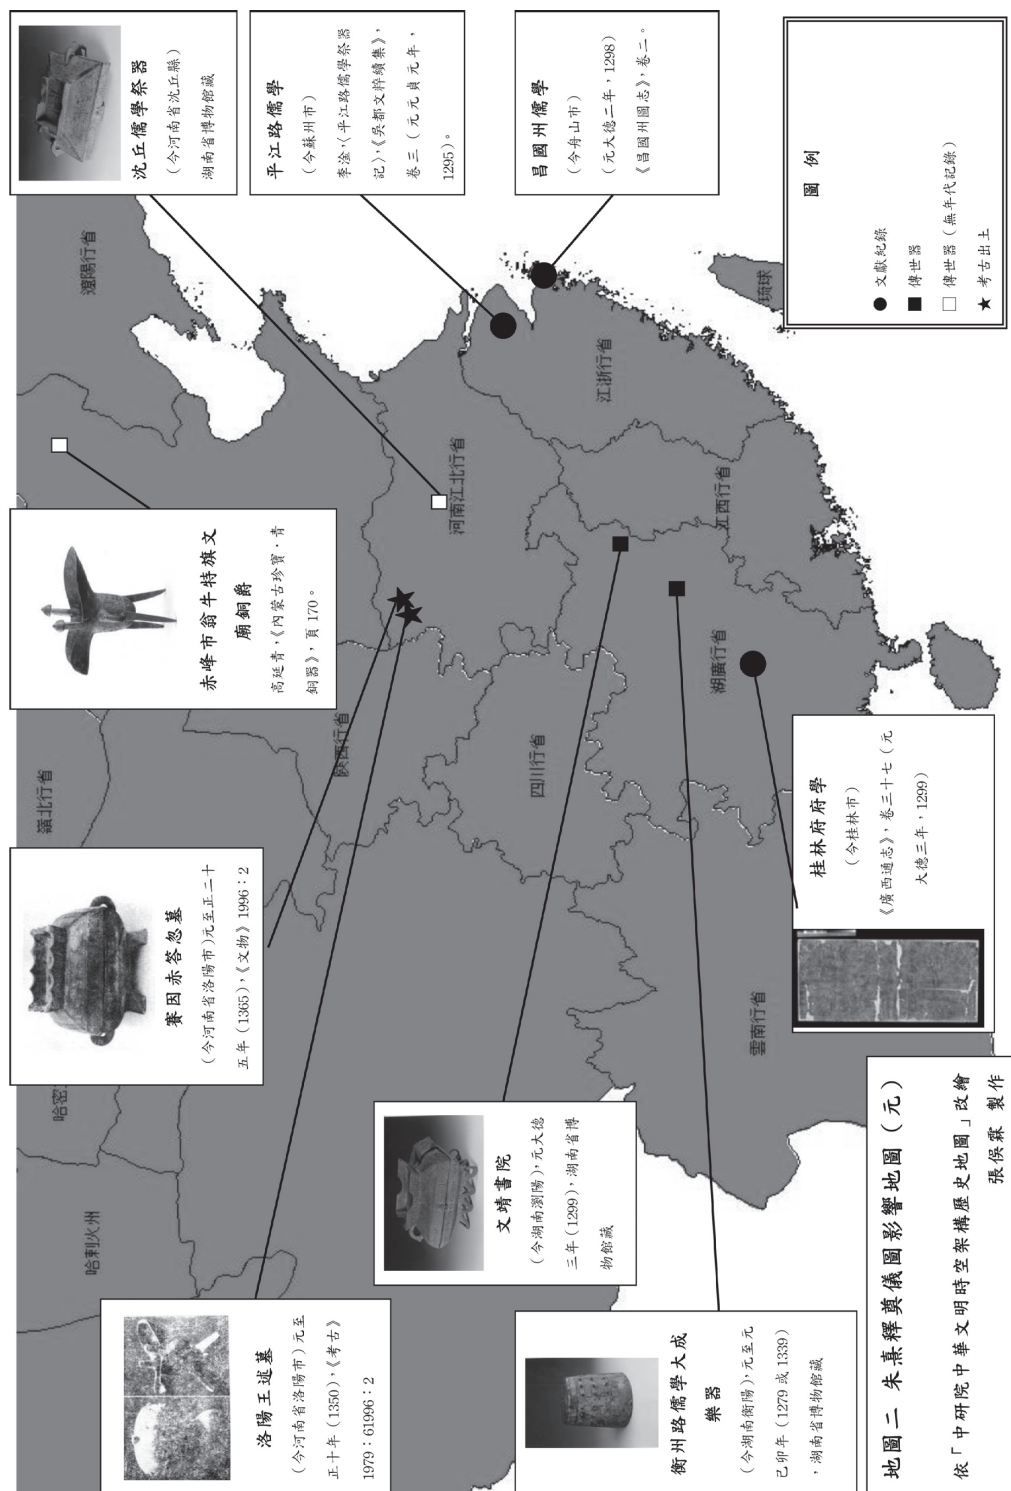 地圖二 朱熹釋奠儀圖影響地圖（元）
依「中研院中華文明時空架構歷史地圖」改繪
張俁霖 製作
洛陽王述墓
（今河南省洛陽市）元至
正十年（1350），《考古》
1979：61996：2
衡州路儒學大成
樂器
（今湖南衡陽），元至元
己卯年（1279 或 1339）
，湖南省博物館藏
賽因赤答忽墓
（今河南省洛陽市）元至正二十
五年（1365），《文物》1996：2
文靖書院
（今湖南瀏陽），元大德
三年（1299），湖南省博
物館藏
桂林府府學
（今桂林市）
《廣西通志》，卷三十七（元
大德三年，1299）
赤峰市翁牛特旗文
廟銅爵
高延青，《內蒙古珍寶．青
銅器》，頁 170。
沈丘儒學祭器
（今河南省沈丘縣）
湖南省博物館藏
平江路儒學
（今蘇州市）
李淦，〈平江路儒學祭器
記〉，《吳都文粹續集》，
卷三（元元貞元年，
1295）。
昌國州儒學
（今舟山市）
（元大德二年，1298）
《昌國州圖志》，卷二。
圖 例
● 文獻紀錄
■ 傳世器
□ 傳世器（無年代記錄）
★ 考古出土
哈剌火州
哈密
嶺北行省
遼陽行省
陝西行省
四川行省
雲南行省
河南江北行省
湖廣行省
江西行省
江浙行省
琉球